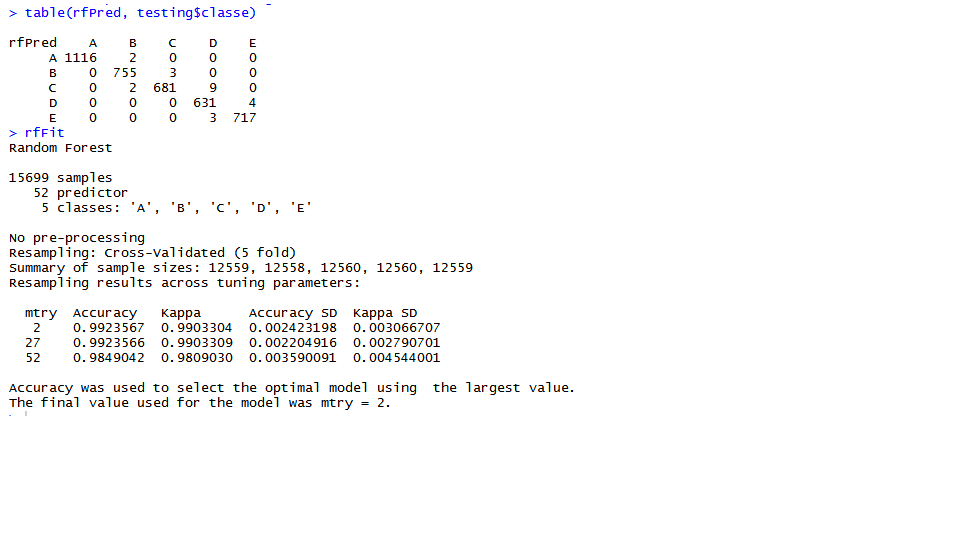 > table(rfPred, testing$classe)
rfPred A B C D E
A 1116 2 0 0 0
B 0 755 3 0 0
C 0 2 681 9 0
D 0 0 0 631 4
E 0 0 0 3 717
> rfFit
Random Forest
15699 samples
52 predictor
5 classes: 'A', 'B', 'C', 'D', 'E'
No pre-processing
Resampling: Cross-Validated (5 fold)
Summary of sample sizes: 12559, 12558, 12560, 12560, 12559
Resampling results across tuning parameters:
mtry Accuracy Kappa Accuracy SD Kappa SD
2 0.9923567 0.9903304 0.002423198 0.003066707
27 0.9923566 0.9903309 0.002204916 0.002790701
52 0.9849042 0.9809030 0.003590091 0.004544001
Accuracy was used to select the optimal model using the largest value.
The final value used for the model was mtry = 2.